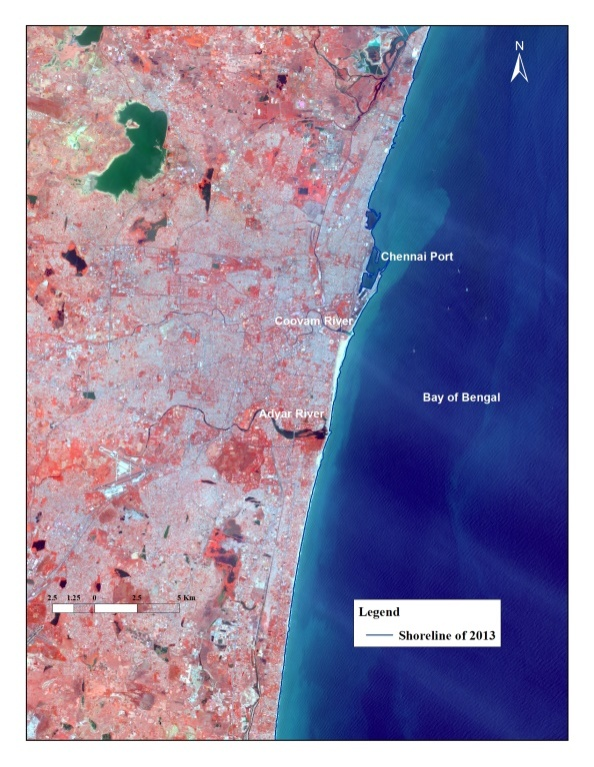 N
Chennai Port
Coovam River
Bay of Bengal
Adyar River
2.5 1.25 0 2.5 5 Km
Legend
Shoreline of 2013